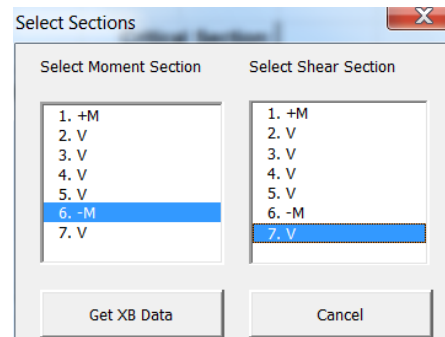 Select Sections
Select Moment Section
Select Shear Section
1. +M
2. V
3. V
4. V
5. V
6. -M
7. V
1. +M
2. V
3. V
4. V
5. V
6. -M
7. V
Get XB Data
Cancel